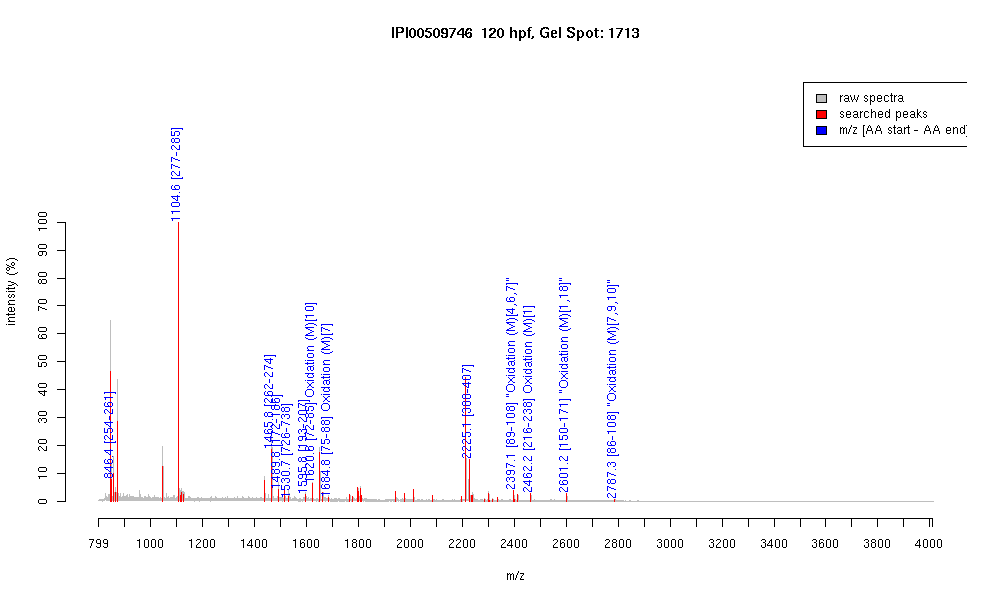 IPI00509746 120 hpf, Gel Spot: 1713
raw spectra
searched peaks
m/z [AA start - AA end]
intensity (%)
100
90
80
70
60
50
40
30
20
10
0
846.4 [254-261]
1104.6 [277-285]
1465.8 [262-274]
1489.8 [172-186]
1530.7 [726-738]
1595.8 [193-207]
1620.8 [72-85] Oxidation (M)[10]
1684.8 [75-88] Oxidation (M)[7]
2225.1 [388-407]
2397.1 [89-108] "Oxidation (M)[4,6,7]"
2462.2 [216-238] Oxidation (M)[1]
2601.2 [150-171] "Oxidation (M)[1,18]"
2787.3 [86-108] "Oxidation (M)[7,9,10]"
799 1000 1200 1400 1600 1800 2000 2200 2400 2600 2800 3000 3200 3400 3600 3800 4000
m/z